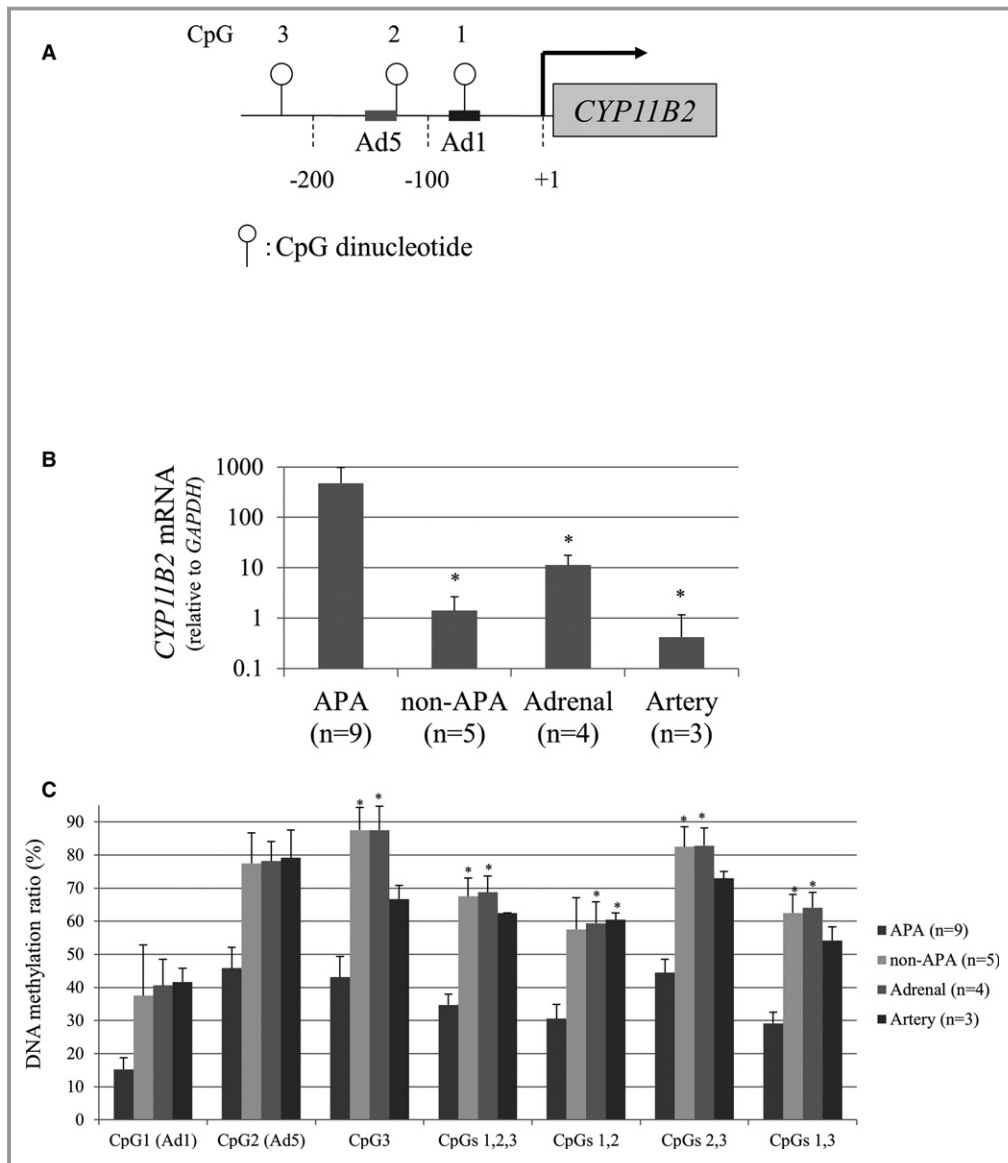 A
CpG 3 2 1
CYP11B2
Ad5 Ad1
-200 -100 +1
: CpG dinucleotide
B
CYP11B2 mRNA
(relative to GAPDH)
1000
100
10
1
0.1
* * *
APA non-APA Adrenal Artery
(n=9) (n=5) (n=4) (n=3)
C
DNA methylation ratio (%)
90
80
70
60
50
40
30
20
10
0
* * * * * * * * * *
CpG1 (Ad1) CpG2 (Ad5) CpG3 CpGs 1,2,3 CpGs 1,2 CpGs 2,3 CpGs 1,3
APA (n=9)
non-APA (n=5)
Adrenal (n=4)
Artery (n=3)